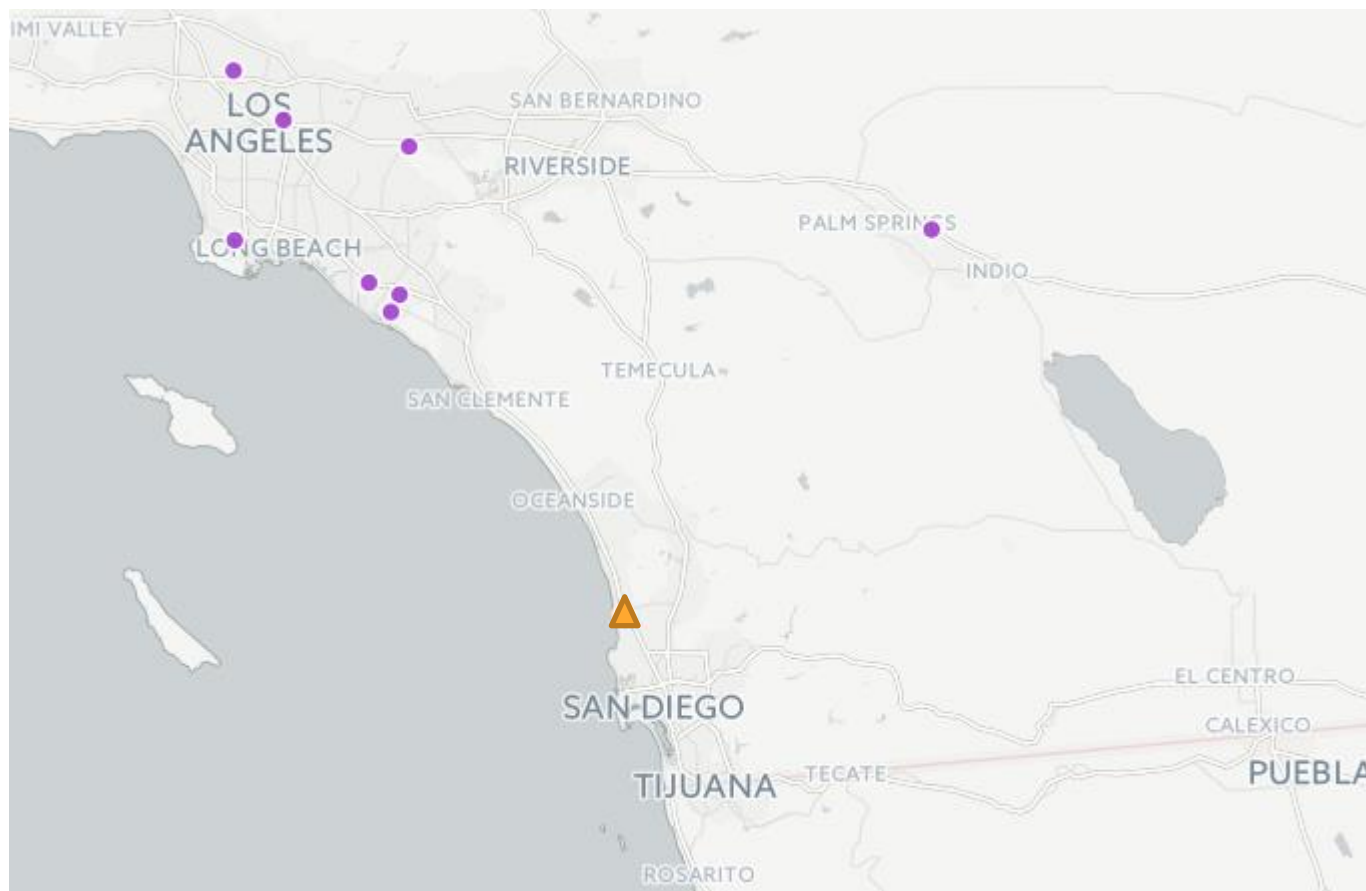 IMI VALLEY
LOS
ANGELES
SAN BERNARDINO
RIVERSIDE
PALM SPRINGS
LONG BEACH
INDIO
TEMECULA
SAN CLEMENTE
OCEANSIDE
EL CENTRO
SAN DIEGO
CALEXICO
TIJUANA
TECATE
PUEBLA
ROSARITO